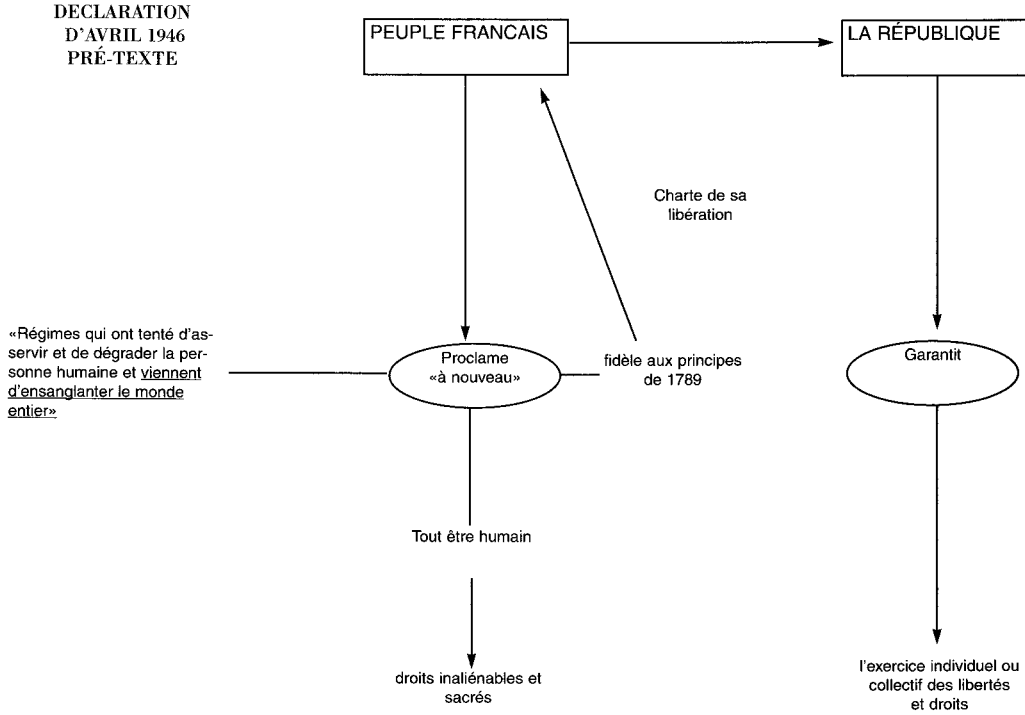 DECLARATION
D'AVRIL 1946
PRÉ-TEXTE
PEUPLE FRANCAIS
LA RÉPUBLIQUE
Charte de sa
libération
«Régimes qui ont tenté d'as-
servir et de dégrader la per-
sonne humaine et viennent
d'ensanglanter le monde
entier»
Proclame
«à nouveau»
fidèle aux principes
de 1789
Garantit
Tout être humain
droits inaliénables et
sacrés
l'exercice individuel ou
collectif des libertés
et droits